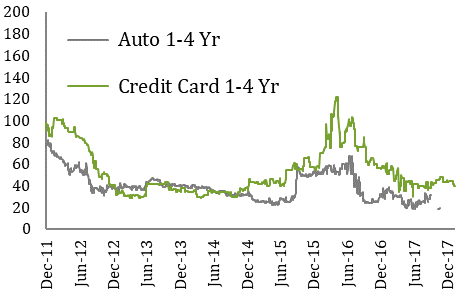 200
180
160
140
120
100
80
60
40
20
0
Auto 1-4 Yr
Credit Card 1-4 Yr
Dec-11
Jun-12
Dec-12
Jun-13
Dec-13
Jun-14
Dec-14
Jun-15
Dec-15
Jun-16
Dec-16
Jun-17
Dec-17